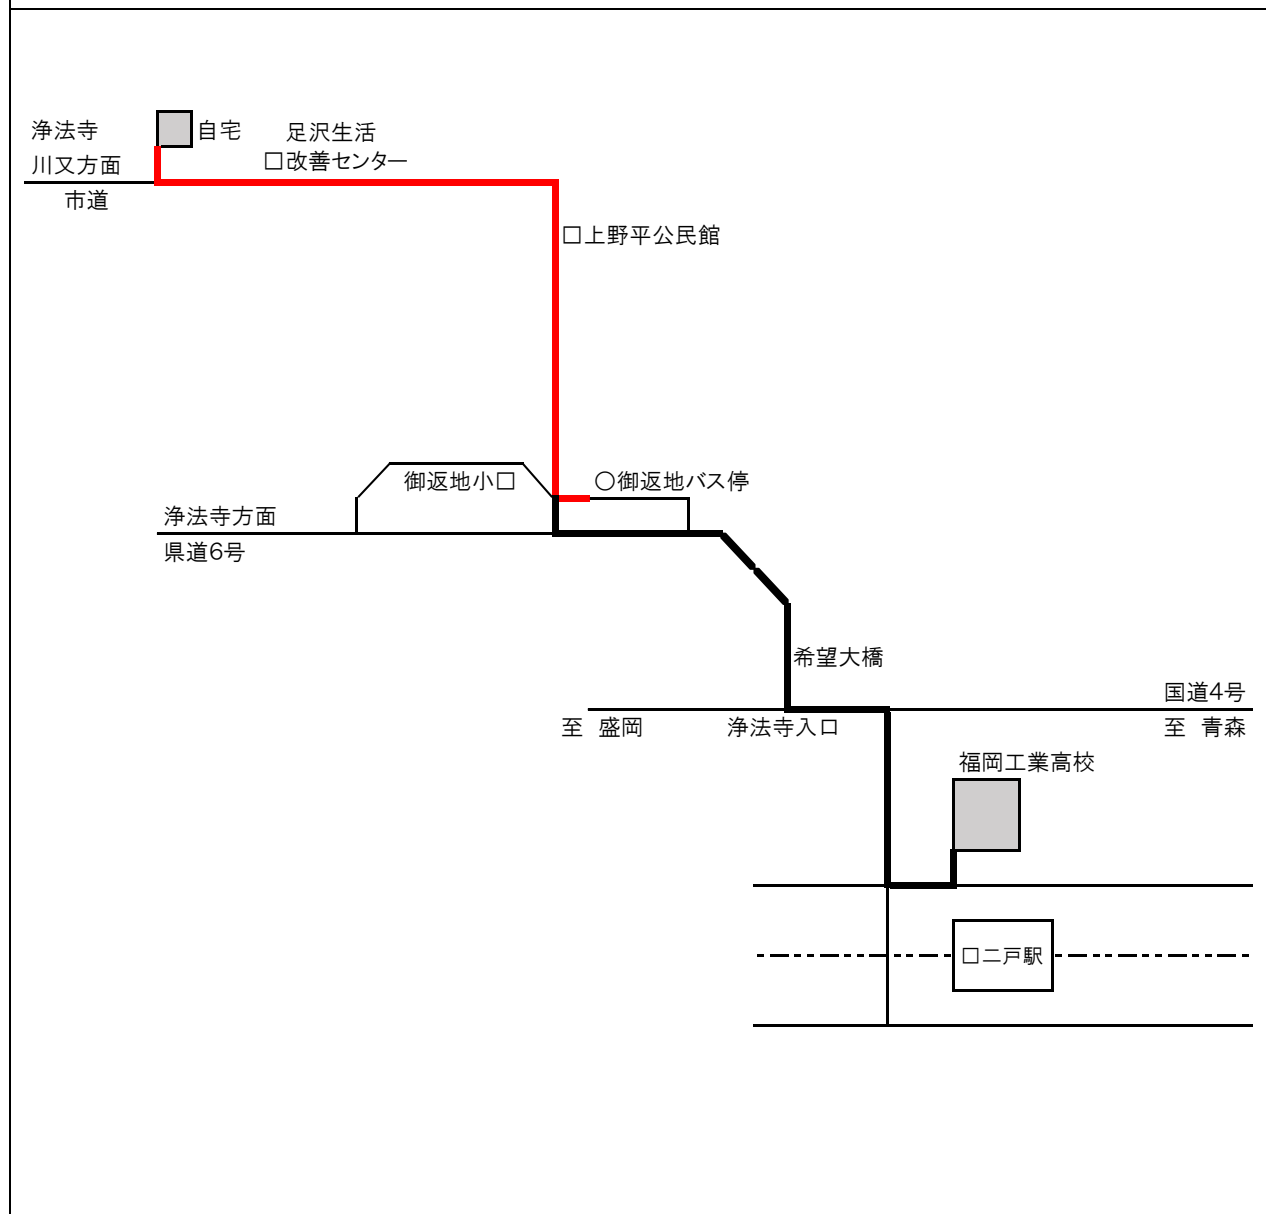 浄法寺
自宅
足沢生活
川又方面
□改善センター
市道
□上野平公民館
御返地小□
○御返地バス停
浄法寺方面
県道6号
希望大橋
国道4号
至 盛岡
浄法寺入口
至 青森
福岡工業高校
□二戸駅